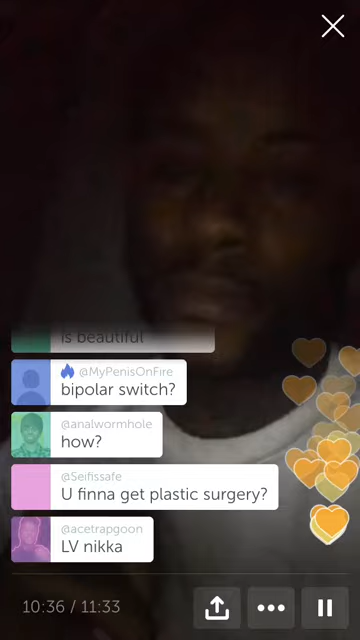 is beautiful
@MyPenisOnFire
bipolar switch?
@analwormhole
how?
@Seifissafe
U finna get plastic surgery?
@acetrapgoon
LV nikka
10:36 / 11:33